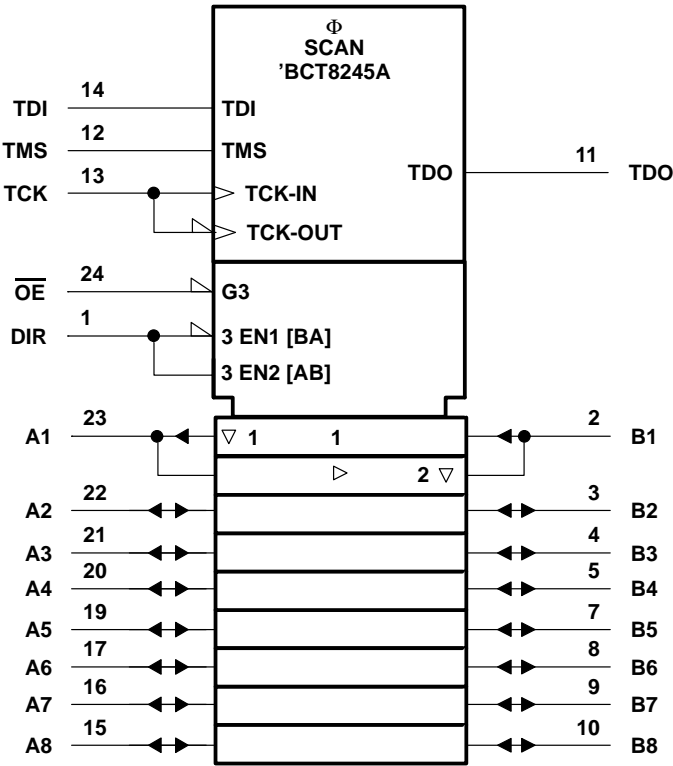 Φ
SCAN
'BCT8245A
TDI 14 TDI
TMS 12 TMS
TDO 11 TDO
TCK 13 TCK-IN
TCK-OUT
OE 24 G3
DIR 1 3 EN1 [BA]
3 EN2 [AB]
A1 23 1 1 2 B1
2
A2 22 3 B2
A3 21 4 B3
A4 20 5 B4
A5 19 7 B5
A6 17 8 B6
A7 16 9 B7
A8 15 10 B8